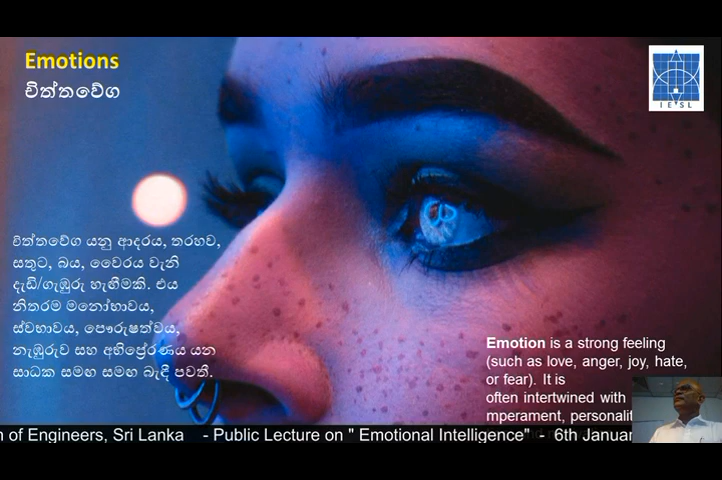 Emotions
චිත්තවේග
IESL
චිත්තවේග යනු ආදරය, තරහව,
සතුට, බය, වෛරය වැනි
දැඩි/ගැඹුරු හැඟීමකි. එය
නිතරම මනෝභාවය,
ස්වභාවය, පෞරුෂත්වය,
නැඹුරුව සහ අභිප්රේරණය යන
සාධක සමඟ සමඟ බැඳී පවතී.
Emotion is a strong feeling
(such as love, anger, joy, hate,
or fear). It is
often intertwined with
mperament, personalit
n of Engineers, Sri Lanka - Public Lecture on " Emotional Intelligence" - 6th Januar